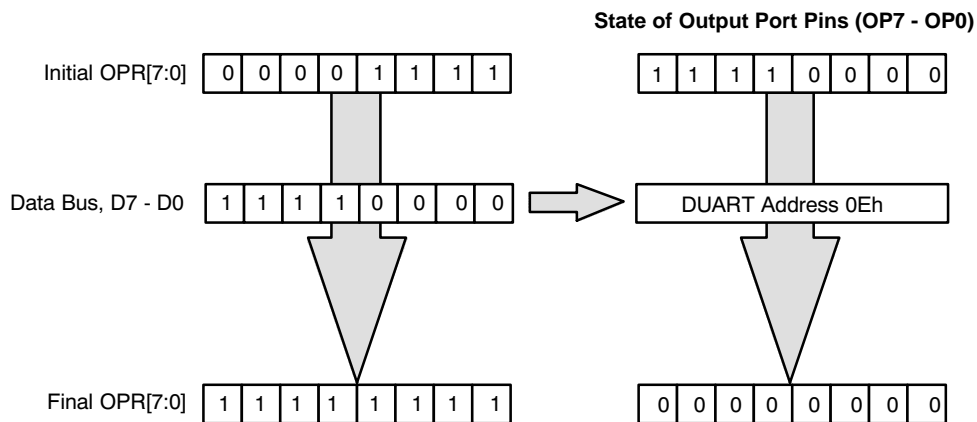 State of Output Port Pins (OP7 - OP0)
Initial OPR[7:0] 0 0 0 0 1 1 1 1 1 1 1 1 0 0 0 0
Data Bus, D7 - D0 1 1 1 1 0 0 0 0 DUART Address 0Eh
Final OPR[7:0] 1 1 1 1 1 1 1 1 0 0 0 0 0 0 0 0